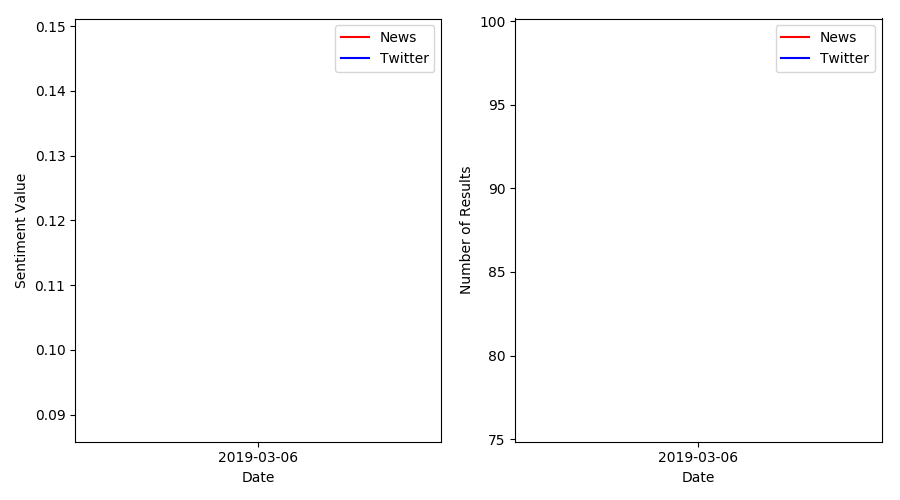 Sentiment Value
0.15
0.14
0.13
0.12
0.11
0.10
0.09
News
Twitter
2019-03-06
Date
Number of Results
100
95
90
85
80
75
News
Twitter
2019-03-06
Date